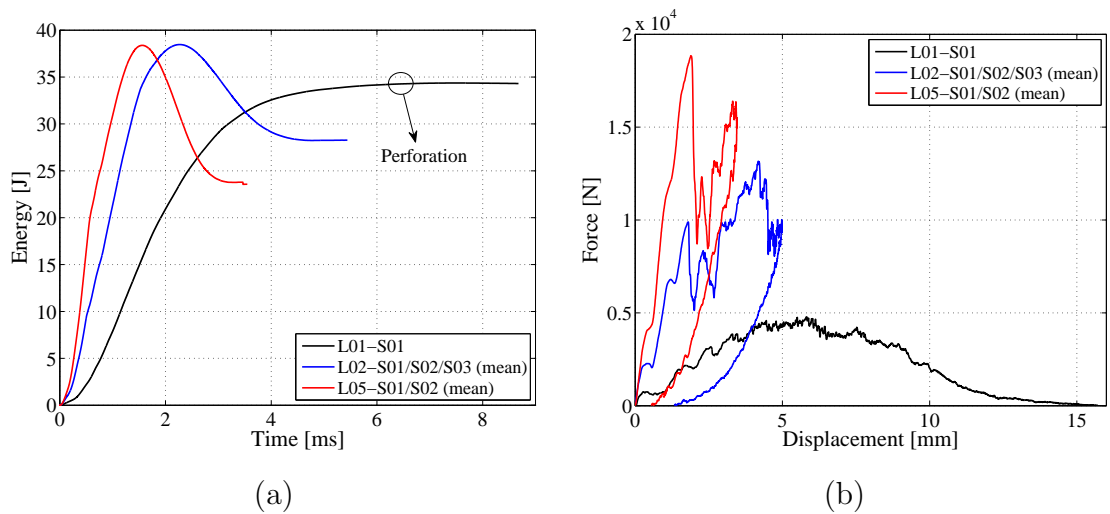 40
35
30
25
20
15
10
5
0
0
2
4
6
8
Energy [J]
Time [ms]
Perforation
L01−S01
L02−S01/S02/S03 (mean)
L05−S01/S02 (mean)
(a)
2 x 10^4
1.5
1
0.5
0
0
5
10
15
Force [N]
Displacement [mm]
L01−S01
L02−S01/S02/S03 (mean)
L05−S01/S02 (mean)
(b)